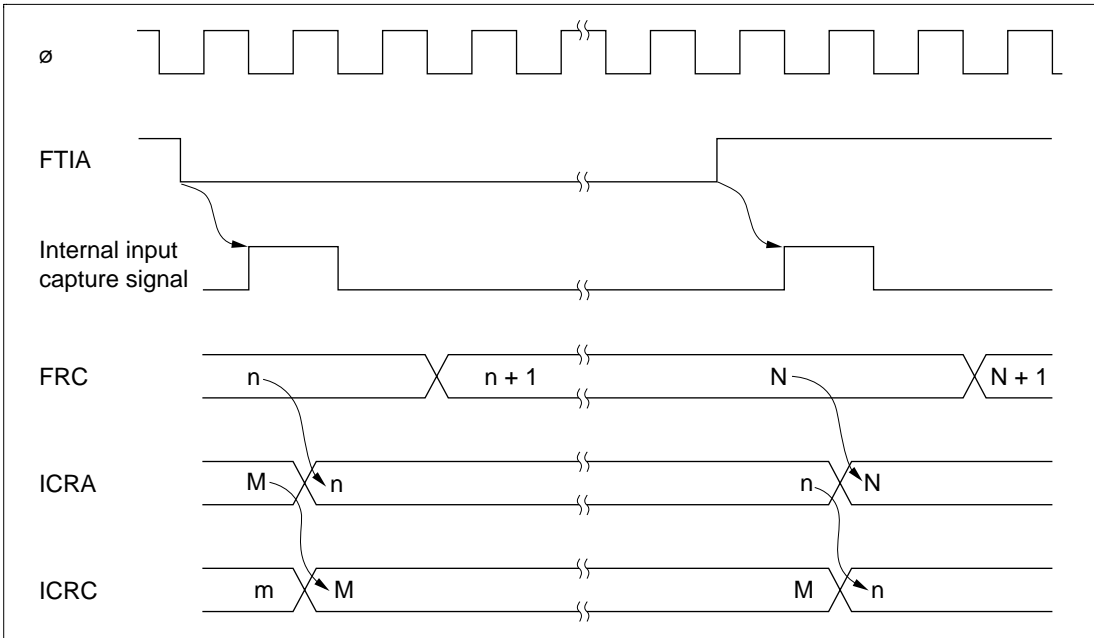 ø
FTIA
Internal input
capture signal
FRC n n + 1 N N + 1
ICRA M n n N
ICRC m M M n